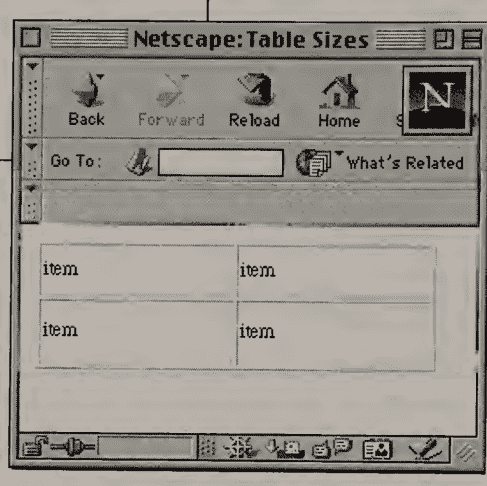 Netscape: Table Sizes
Back Forward Reload Home S N
Go To: What's Related
item item
item item